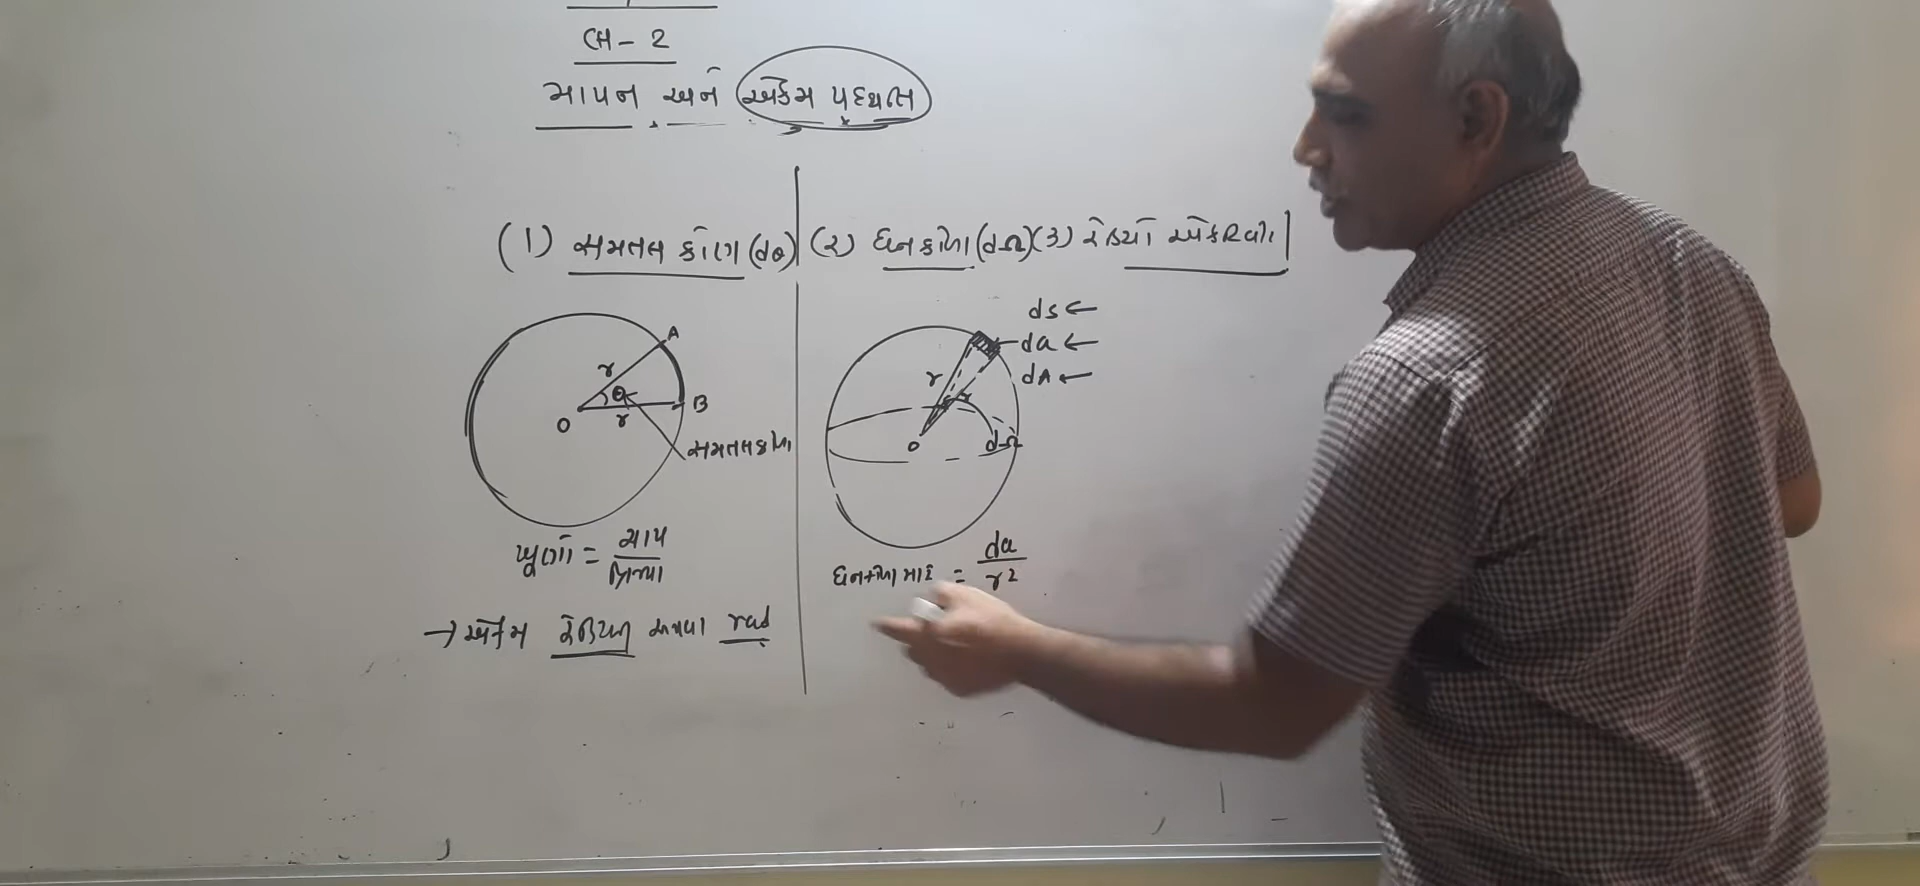 CH - 2
માપન અને એકમ પદ્ધતિ
(1) સમતલ કોણ (dθ)
(2) ઘનકોણ (dΩ)
(3) રેડિયો એકટીવીટી
A
r
θ
O
r
B
સમતલકોણ
ખૂણો = ચાપ / ત્રિજ્યા
→ એકમ રેડિયન અથવા rad
ds ←
da ←
dA ←
r
r
O
dΩ
ઘનકોણ માટે = da / r²